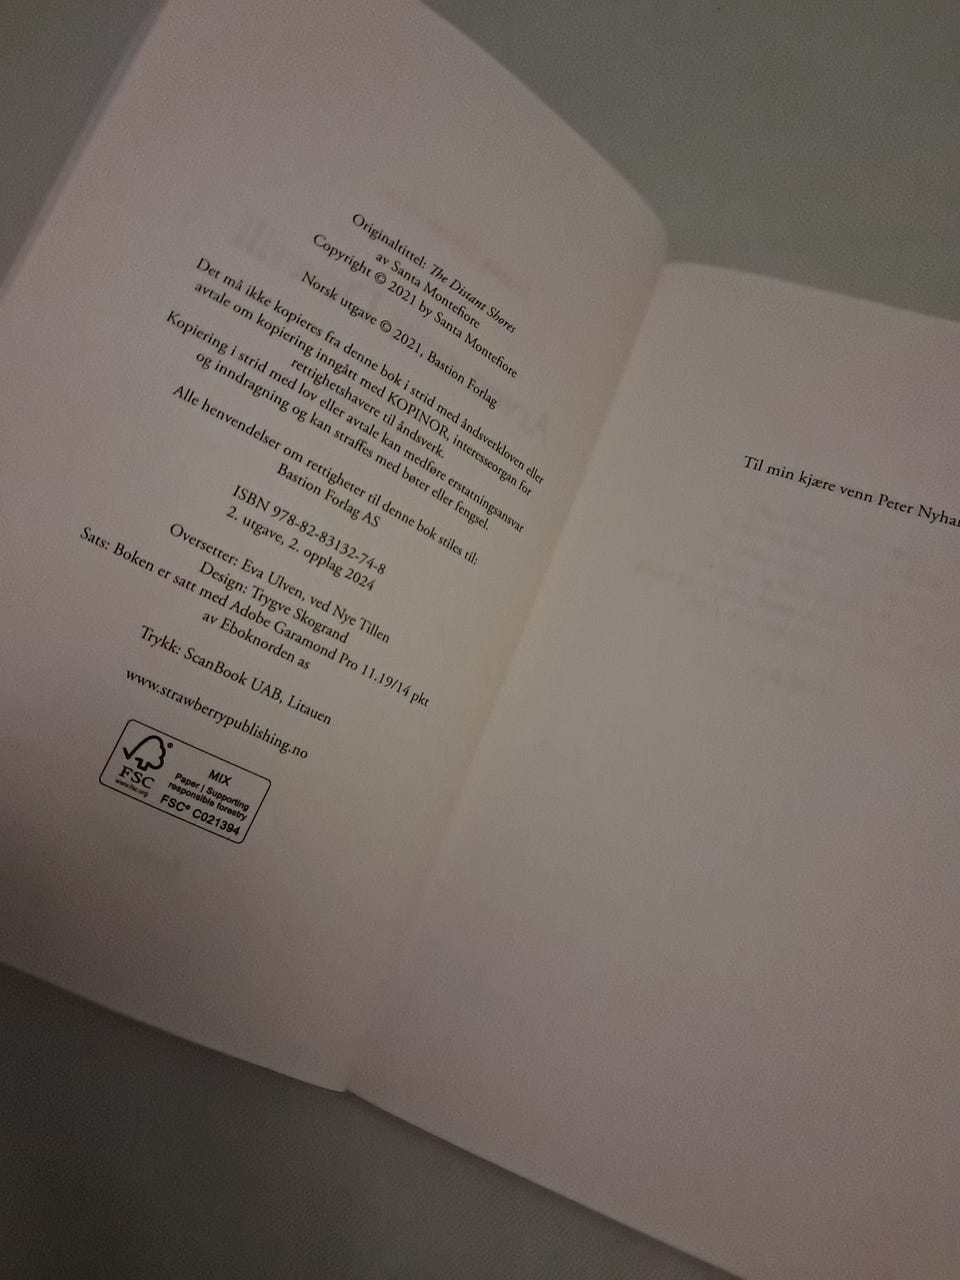 Originaltittel: The Distant Shores
av Santa Montefiore
Copyright © 2021 by Santa Montefiore
Norsk utgave © 2021, Bastion Forlag
Det må ikke kopieres fra denne bok i strid med åndsverkloven eller
avtale om kopiering inngått med KOPINOR, interesseorgan for
rettighetshavere til åndsverk.
Kopiering i strid med lov eller avtale kan medføre erstatningsansvar
og inndragning og kan straffes med bøter eller fengsel.
Alle henvendelser om rettigheter til denne bok stiles til:
Bastion Forlag AS
ISBN 978-82-83132-74-8
2. utgave, 2. opplag 2024
Oversetter: Eva Ulven, ved Nye Tillen
Design: Trygve Skogrand
Sats: Boken er satt med Adobe Garamond Pro 11.19/14 pkt
av Eboknorden as
Trykk: ScanBook UAB, Litauen
www.strawberrypublishing.no
FSC
www.fsc.org
MIX
Paper | Supporting
responsible forestry
FSC® C021394
Til min kjære venn Peter